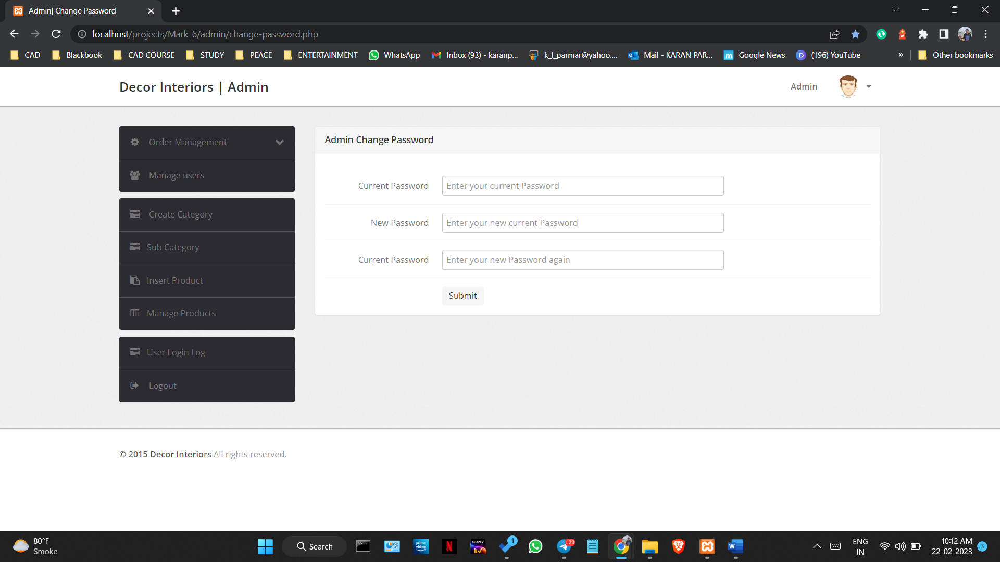 Admin| Change Password
localhost/projects/Mark_6/admin/change-password.php
CAD Blackbook CAD COURSE STUDY PEACE ENTERTAINMENT WhatsApp Inbox (93) - karanp... k_l_parmar@yahoo.... Mail - KARAN PAR... m Google News D (196) YouTube » Other bookmarks
Decor Interiors | Admin
Admin
Order Management
Manage users
Create Category
Sub Category
Insert Product
Manage Products
User Login Log
Logout
Admin Change Password
Current Password Enter your current Password
New Password Enter your new current Password
Current Password Enter your new Password again
Submit
© 2015 Decor Interiors All rights reserved.
80°F
Smoke
Search
prime video
N
SONY liv
1
23
W
ENG
IN
10:12 AM
22-02-2023
3